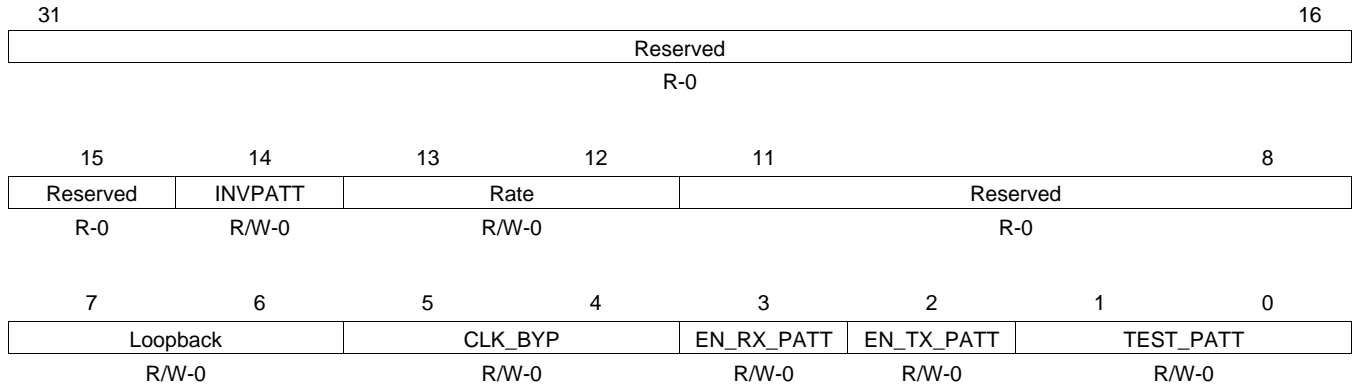 31 16
Reserved
R-0
15 14 13 12 11 8
Reserved INVPATT Rate Reserved
R-0 R/W-0 R/W-0 R-0
7 6 5 4 3 2 1 0
Loopback CLK_BYP EN_RX_PATT EN_TX_PATT TEST_PATT
R/W-0 R/W-0 R/W-0 R/W-0 R/W-0